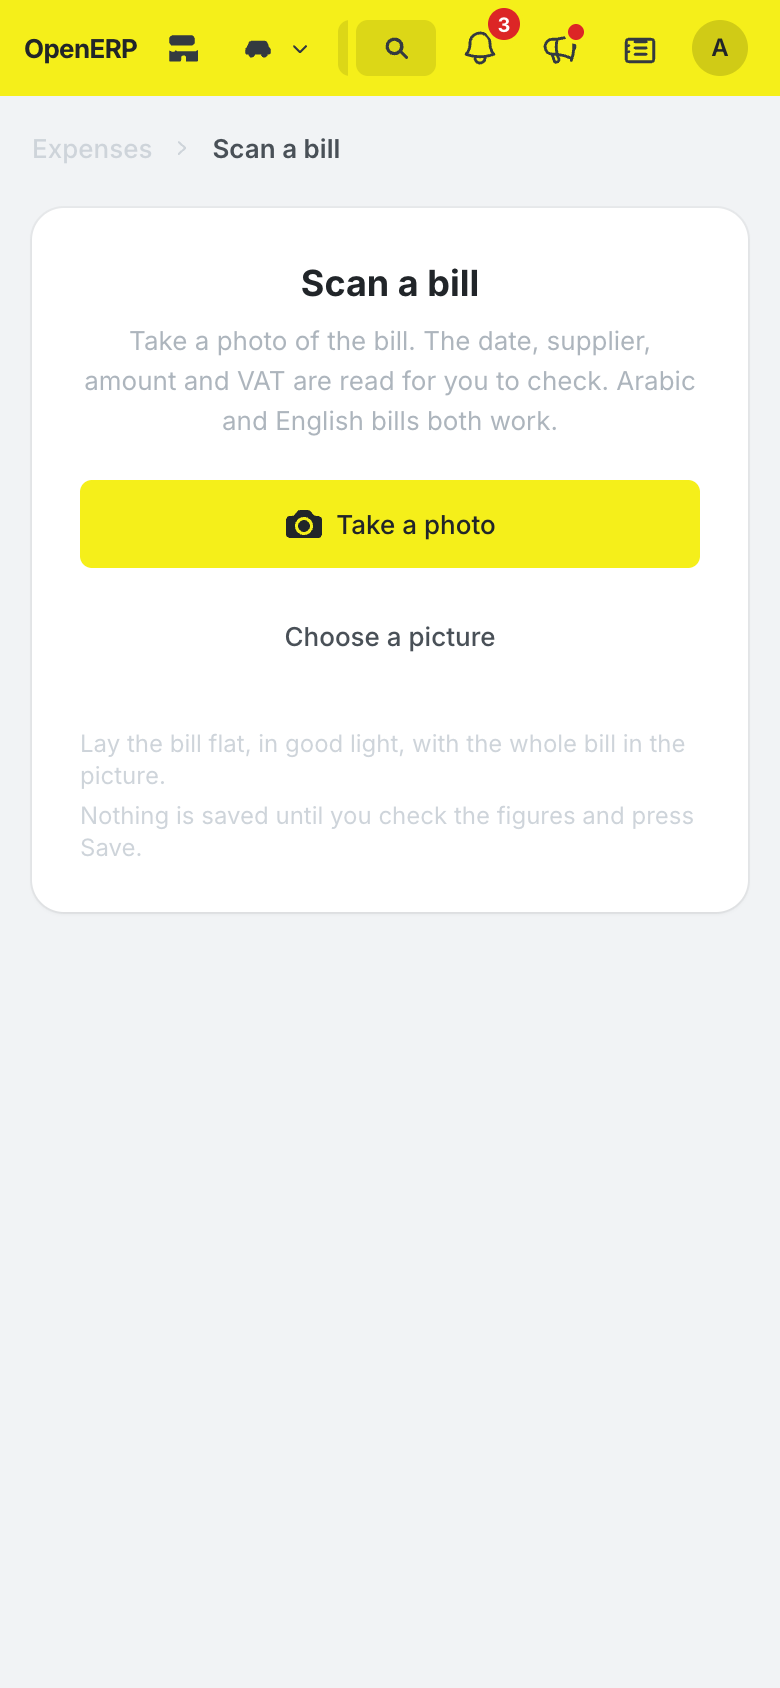 OpenERP
3
A
Expenses > Scan a bill
Scan a bill
Take a photo of the bill. The date, supplier,
amount and VAT are read for you to check. Arabic
and English bills both work.
Take a photo
Choose a picture
Lay the bill flat, in good light, with the whole bill in the
picture.
Nothing is saved until you check the figures and press
Save.